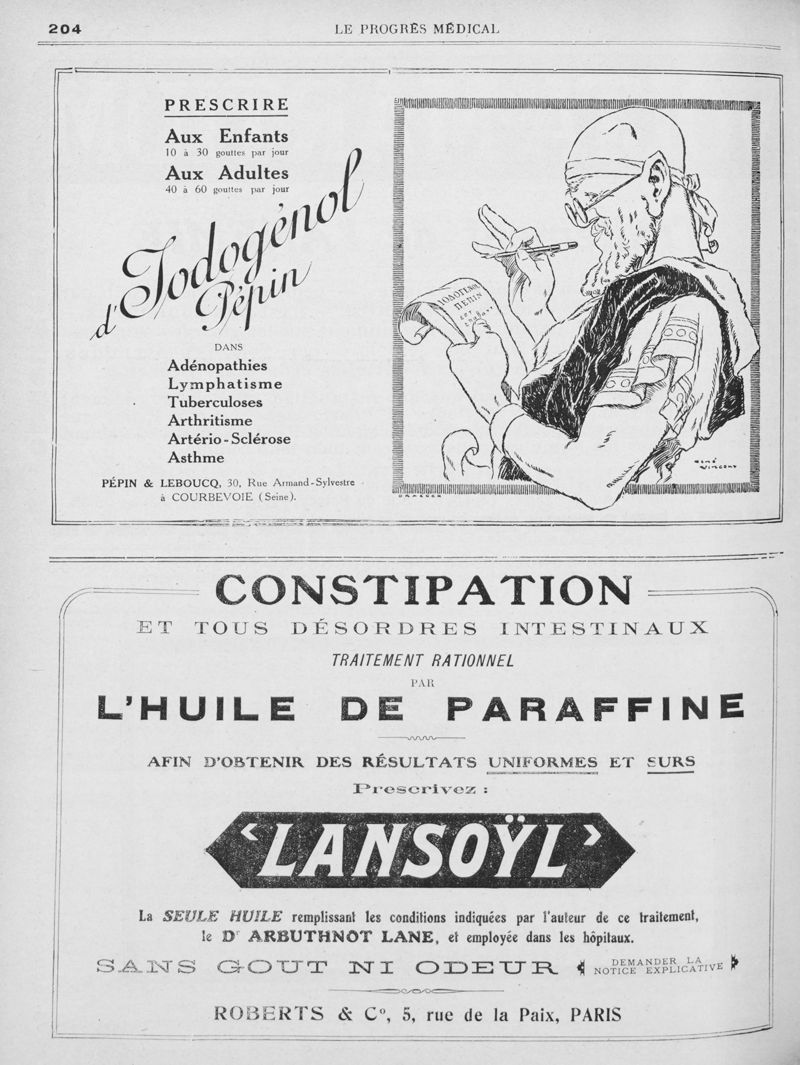 204
LE PROGRÈS MÉDICAL
PRESCRIRE
Aux Enfants
10 à 30 gouttes par jour
Aux Adultes
40 à 60 gouttes par jour
d'Iodogénol
Pépin
DANS
Adénopathies
Lymphatisme
Tuberculoses
Arthritisme
Artério-Sclérose
Asthme
PÉPIN & LEBOUCQ, 30, Rue Armand-Sylvestre
à COURBEVOIE (Seine).
PEPIN
RENÉ
VINCENT
DRAEGER
CONSTIPATION
ET TOUS DÉSORDRES INTESTINAUX
TRAITEMENT RATIONNEL
PAR
L'HUILE DE PARAFFINE
AFIN D'OBTENIR DES RÉSULTATS UNIFORMES ET SURS
Prescrivez :
‹LANSOŸL›
La SEULE HUILE remplissant les conditions indiquées par l'auteur de ce traitement,
le Dr ARBUTHNOT LANE, et employée dans les hôpitaux.
SANS GOUT NI ODEUR
DEMANDER LA
NOTICE EXPLICATIVE
ROBERTS & Co, 5, rue de la Paix, PARIS